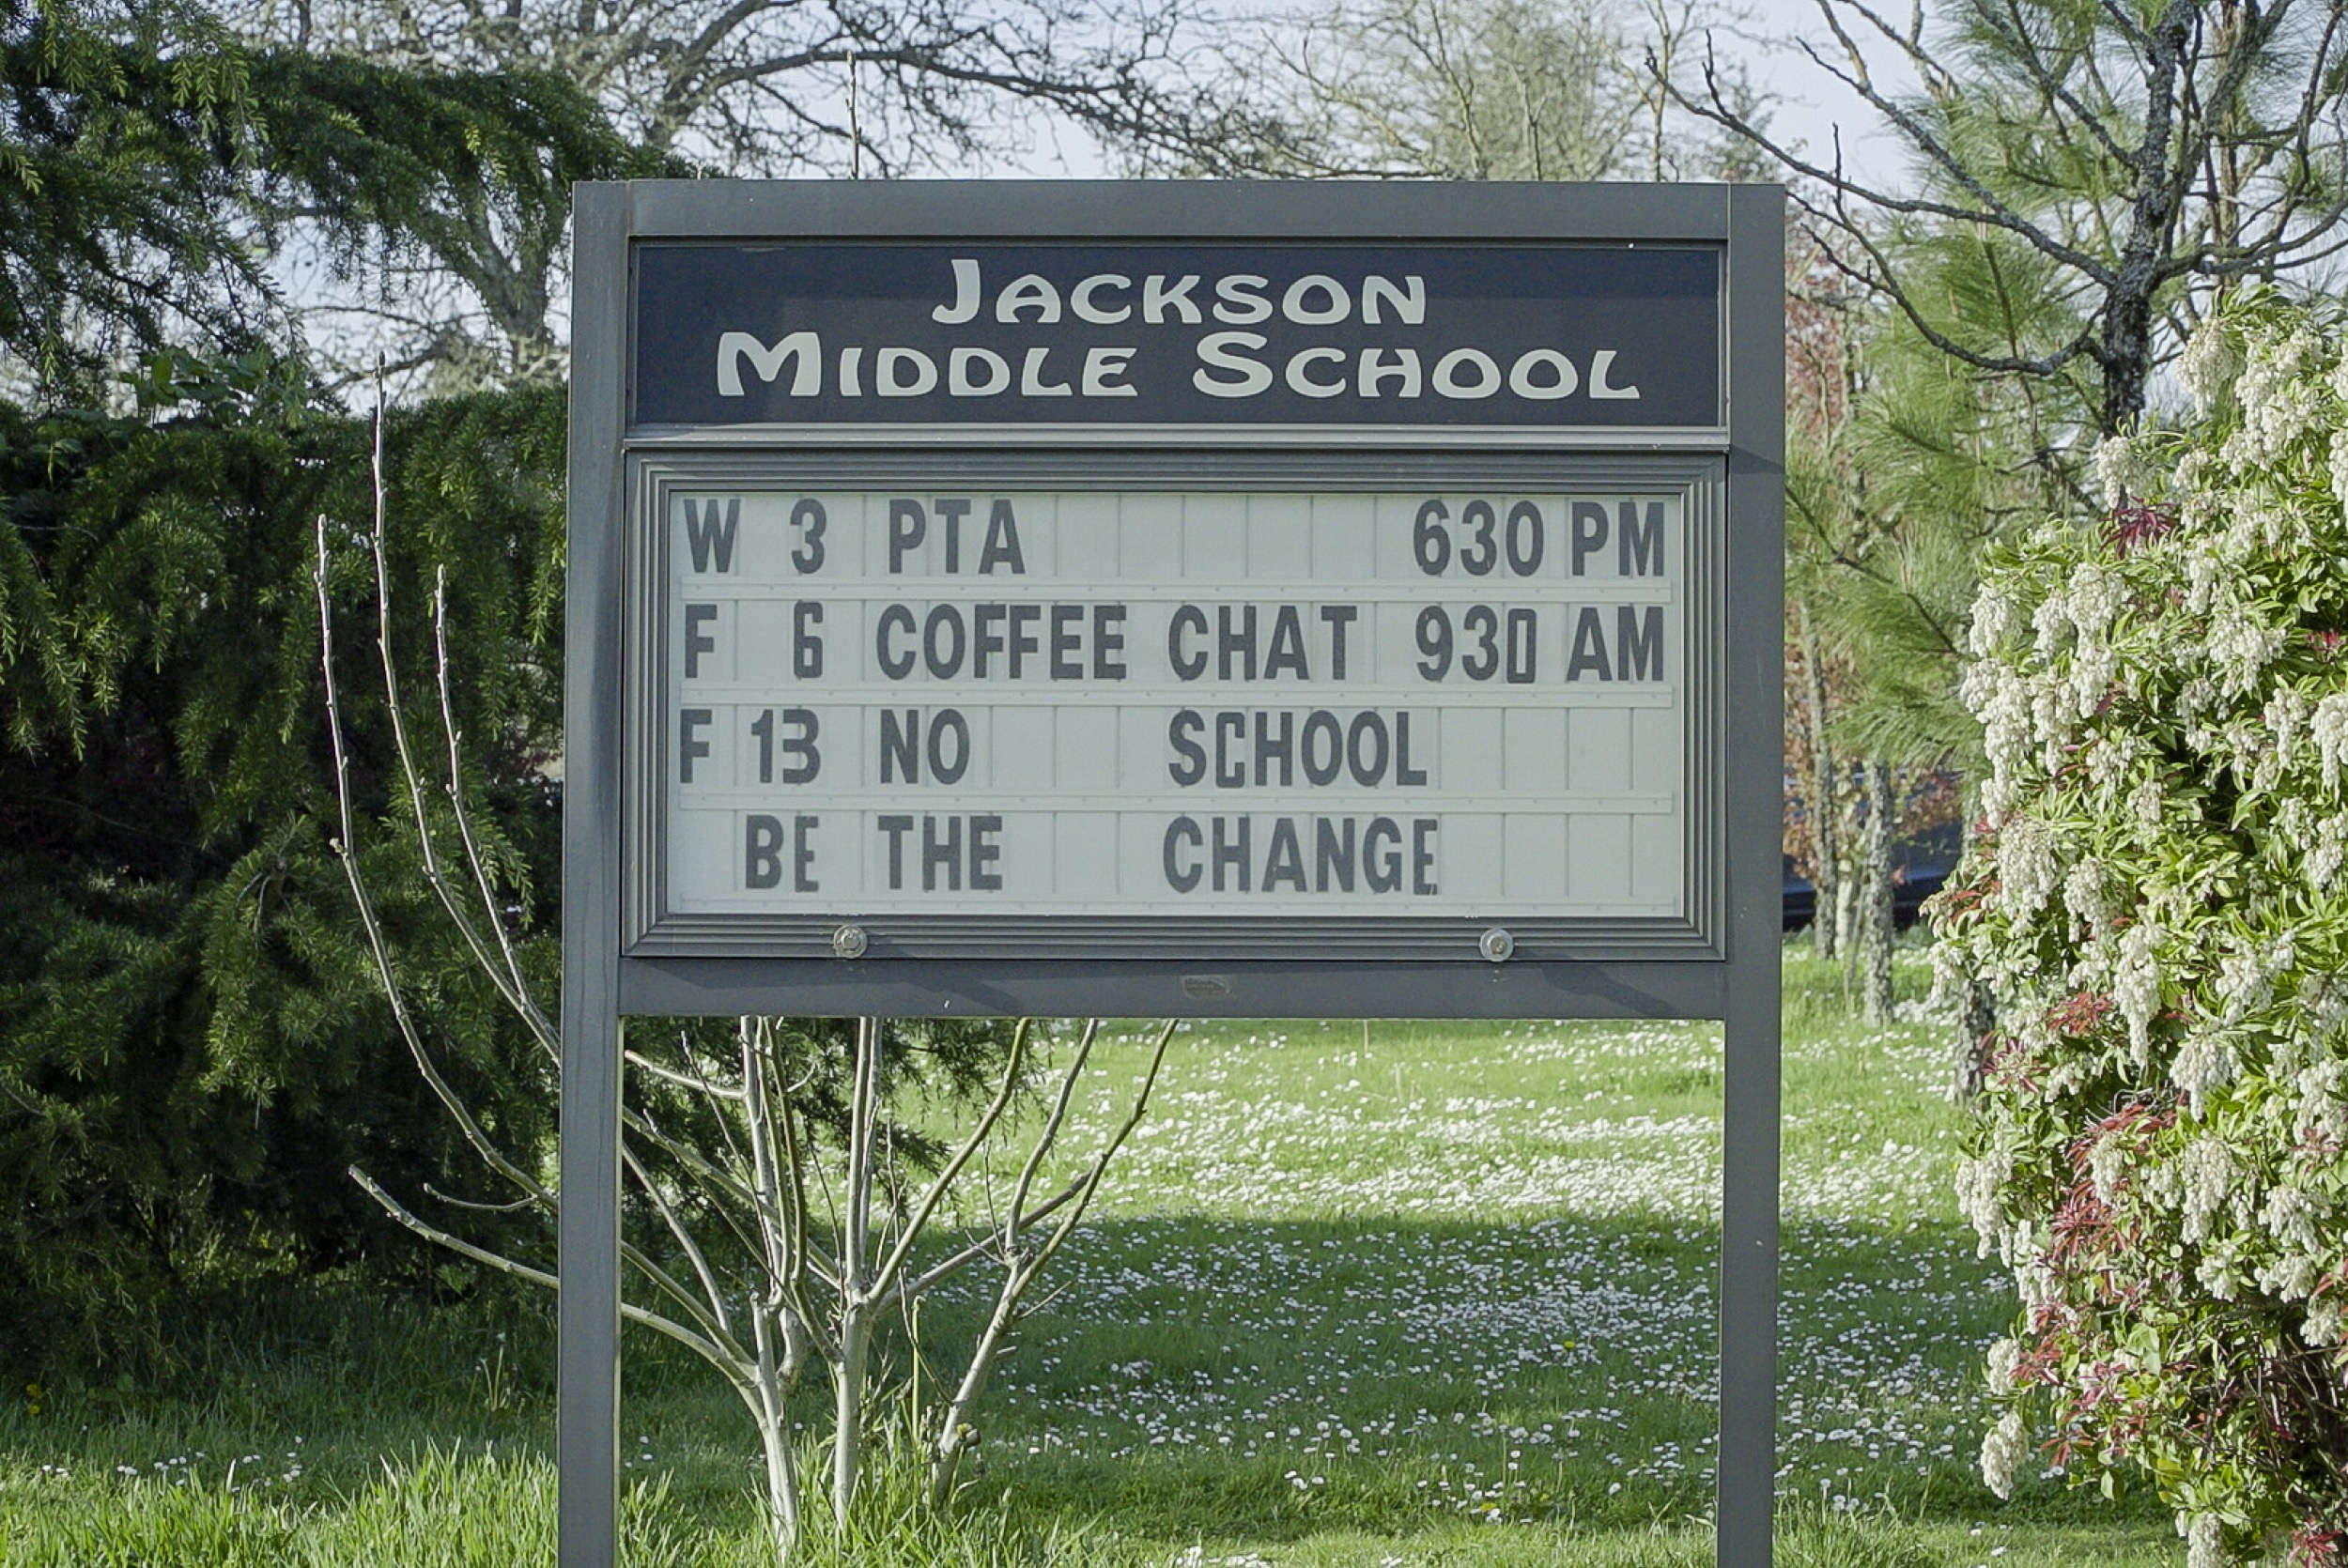 JACKSON
MIDDLE SCHOOL
W 3 PTA 630 PM
F 6 COFFEE CHAT 930 AM
F 13 NO SCHOOL
BE THE CHANGE